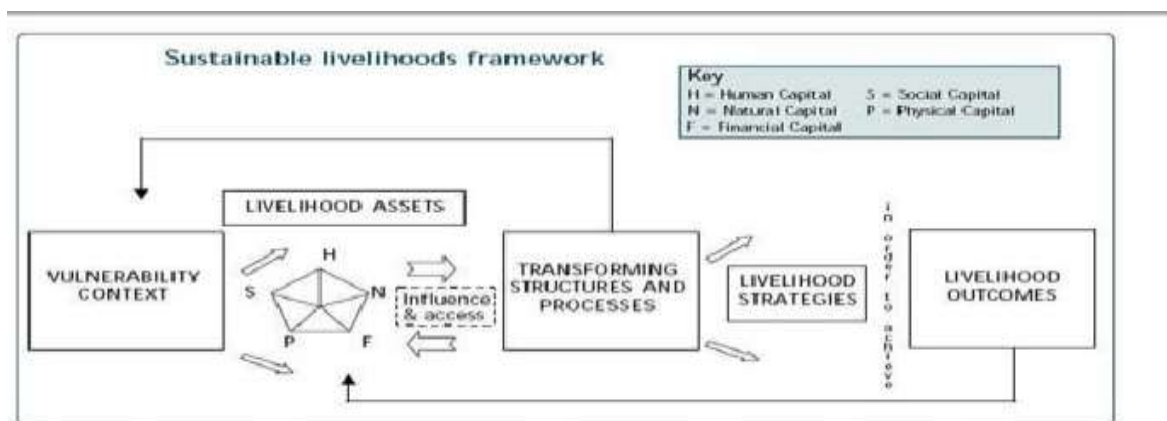 Sustainable livelihoods framework
Key
H = Human Capital S = Social Capital
N = Natural Capital P = Physical Capital
F = Financial Capital
LIVELIHOOD ASSETS
VULNERABILITY
CONTEXT
H
S
N
P
F
Influence
& access
TRANSFORMING
STRUCTURES AND
PROCESSES
LIVELIHOOD
STRATEGIES
in order to achieve
LIVELIHOOD
OUTCOMES